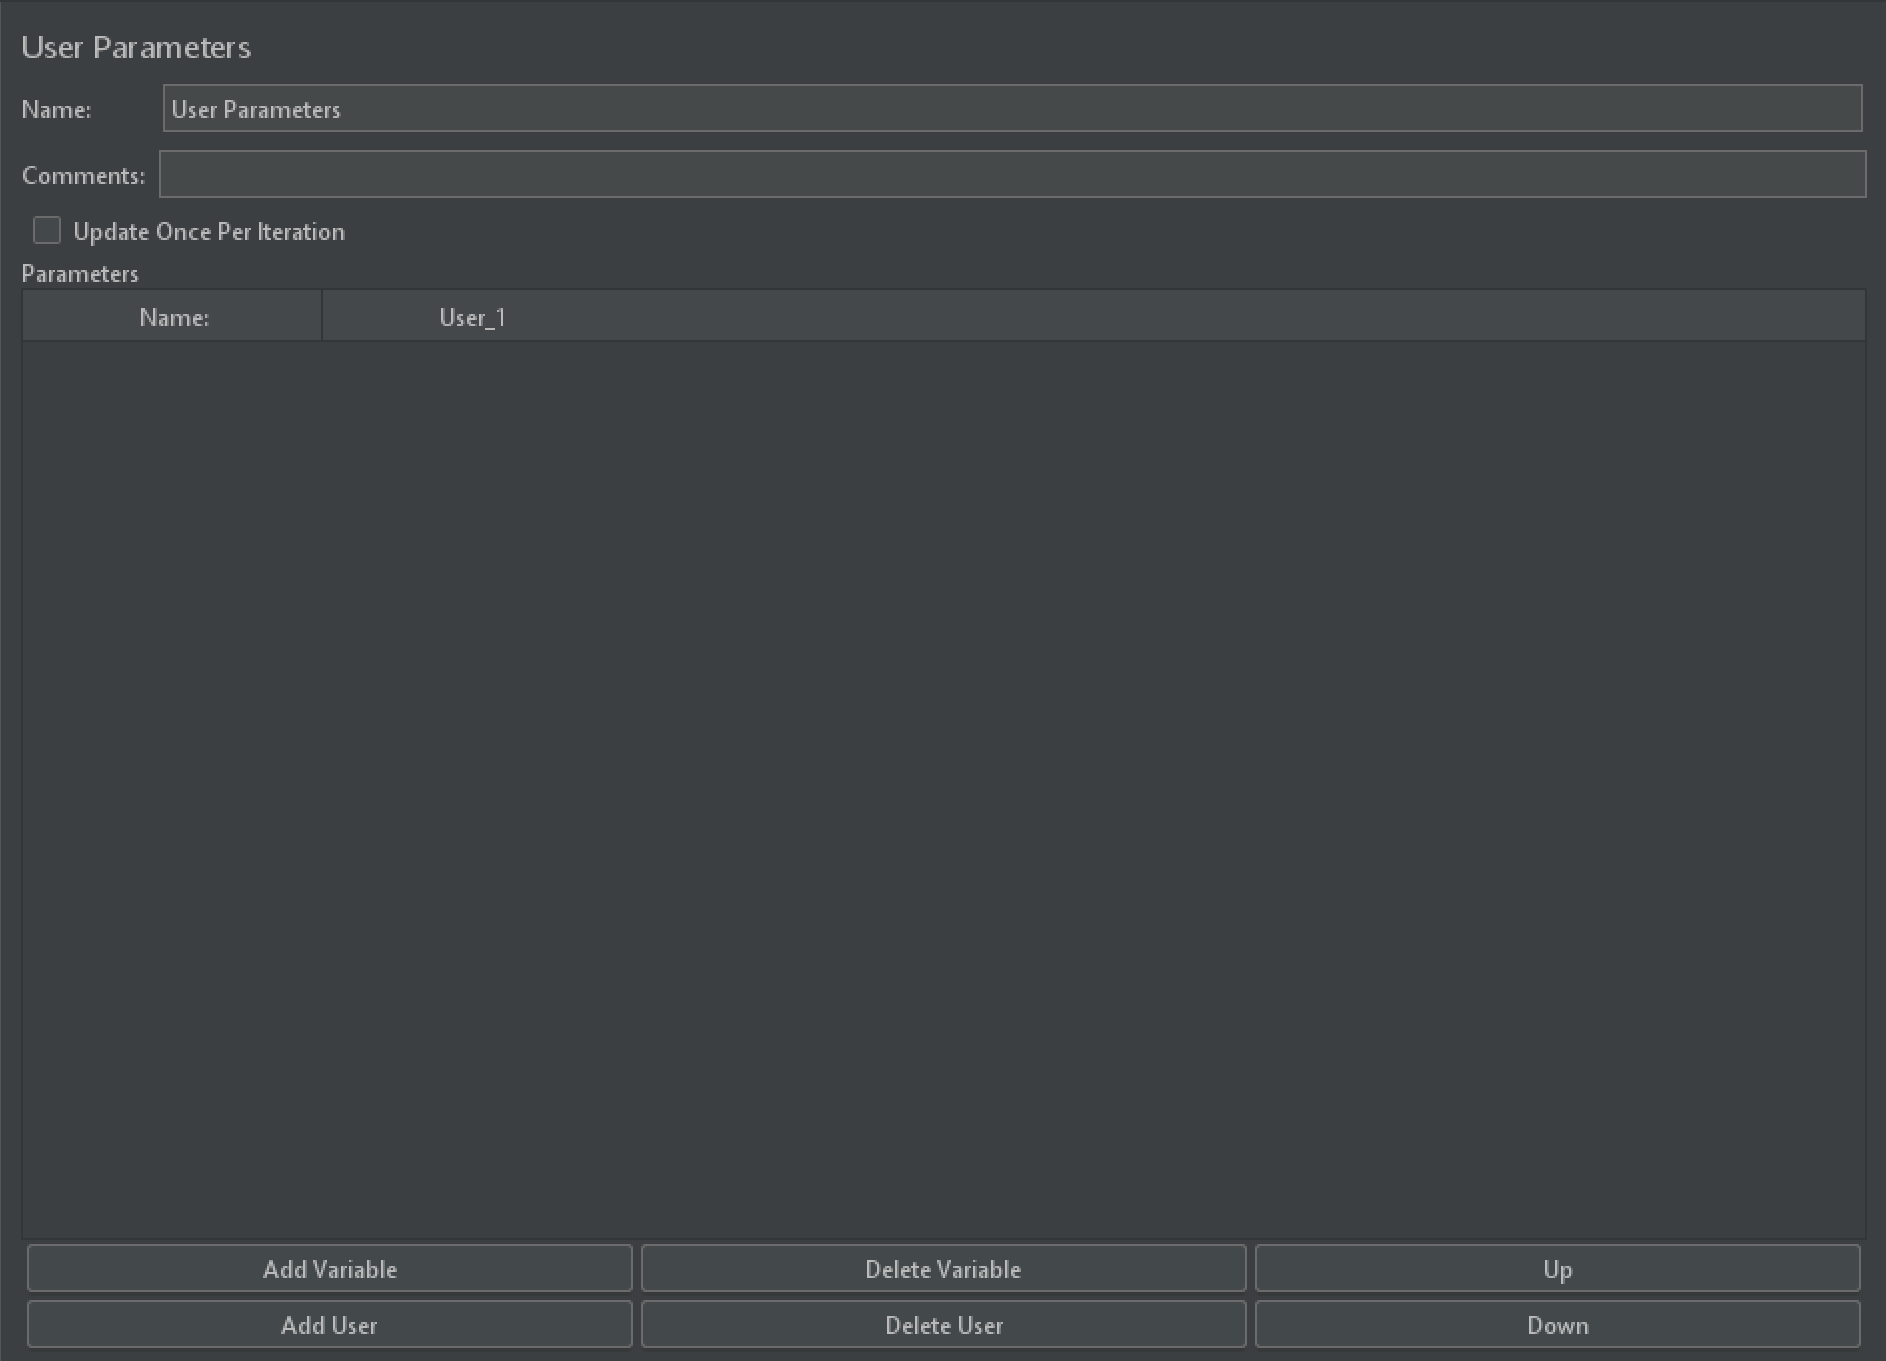 User Parameters
Name: User Parameters
Comments:
Update Once Per Iteration
Parameters
Name: User_1
Add Variable Delete Variable Up
Add User Delete User Down